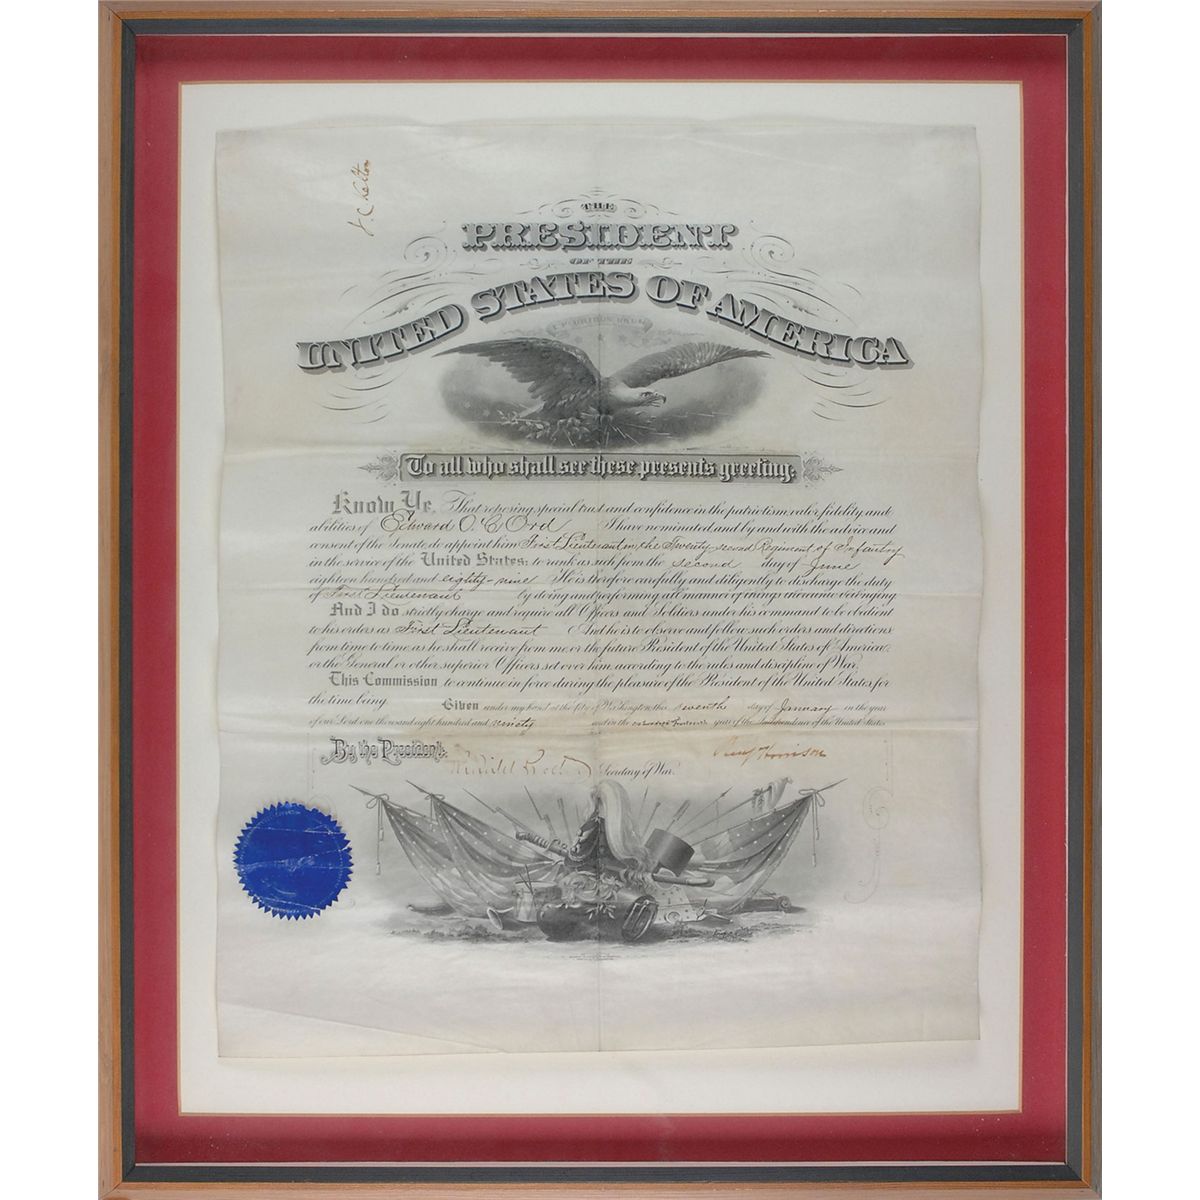 J. C. Kelton
THE
PRESIDENT
OF THE
UNITED STATES OF AMERICA
E PLURIBUS UNUM
To all who shall see these presents greeting:
Know Ye, That reposing special trust and confidence in the patriotism, valor, fidelity and
abilities of Edward O. C. Ord I have nominated and by and with the advice and
consent of the Senate, do appoint him First Lieutenant in the Twenty-second Regiment of Infantry
in the service of the United States: to rank as such from the second day of June
eighteen hundred and eighty-nine He is therefore carefully and diligently to discharge the duty
of First Lieutenant by doing and performing all manner of things thereunto belonging
And I do strictly charge and require all Officers and Soldiers under his command to be obedient
to his orders as First Lieutenant And he is to observe and follow such orders and directions
from time to time, as he shall receive from me, or the future President of the United States of America:
or the General or other superior Officers set over him, according to the rules and discipline of War.
This Commission to continue in force during the pleasure of the President of the United States for
the time being. Given under my hand at the City of Washington, this seventh day of January in the year
of our Lord one thousand eight hundred and ninety and in the year of the Independence of the United States.
By the President: Benj Harrison
Redfield Proctor Secretary of War.